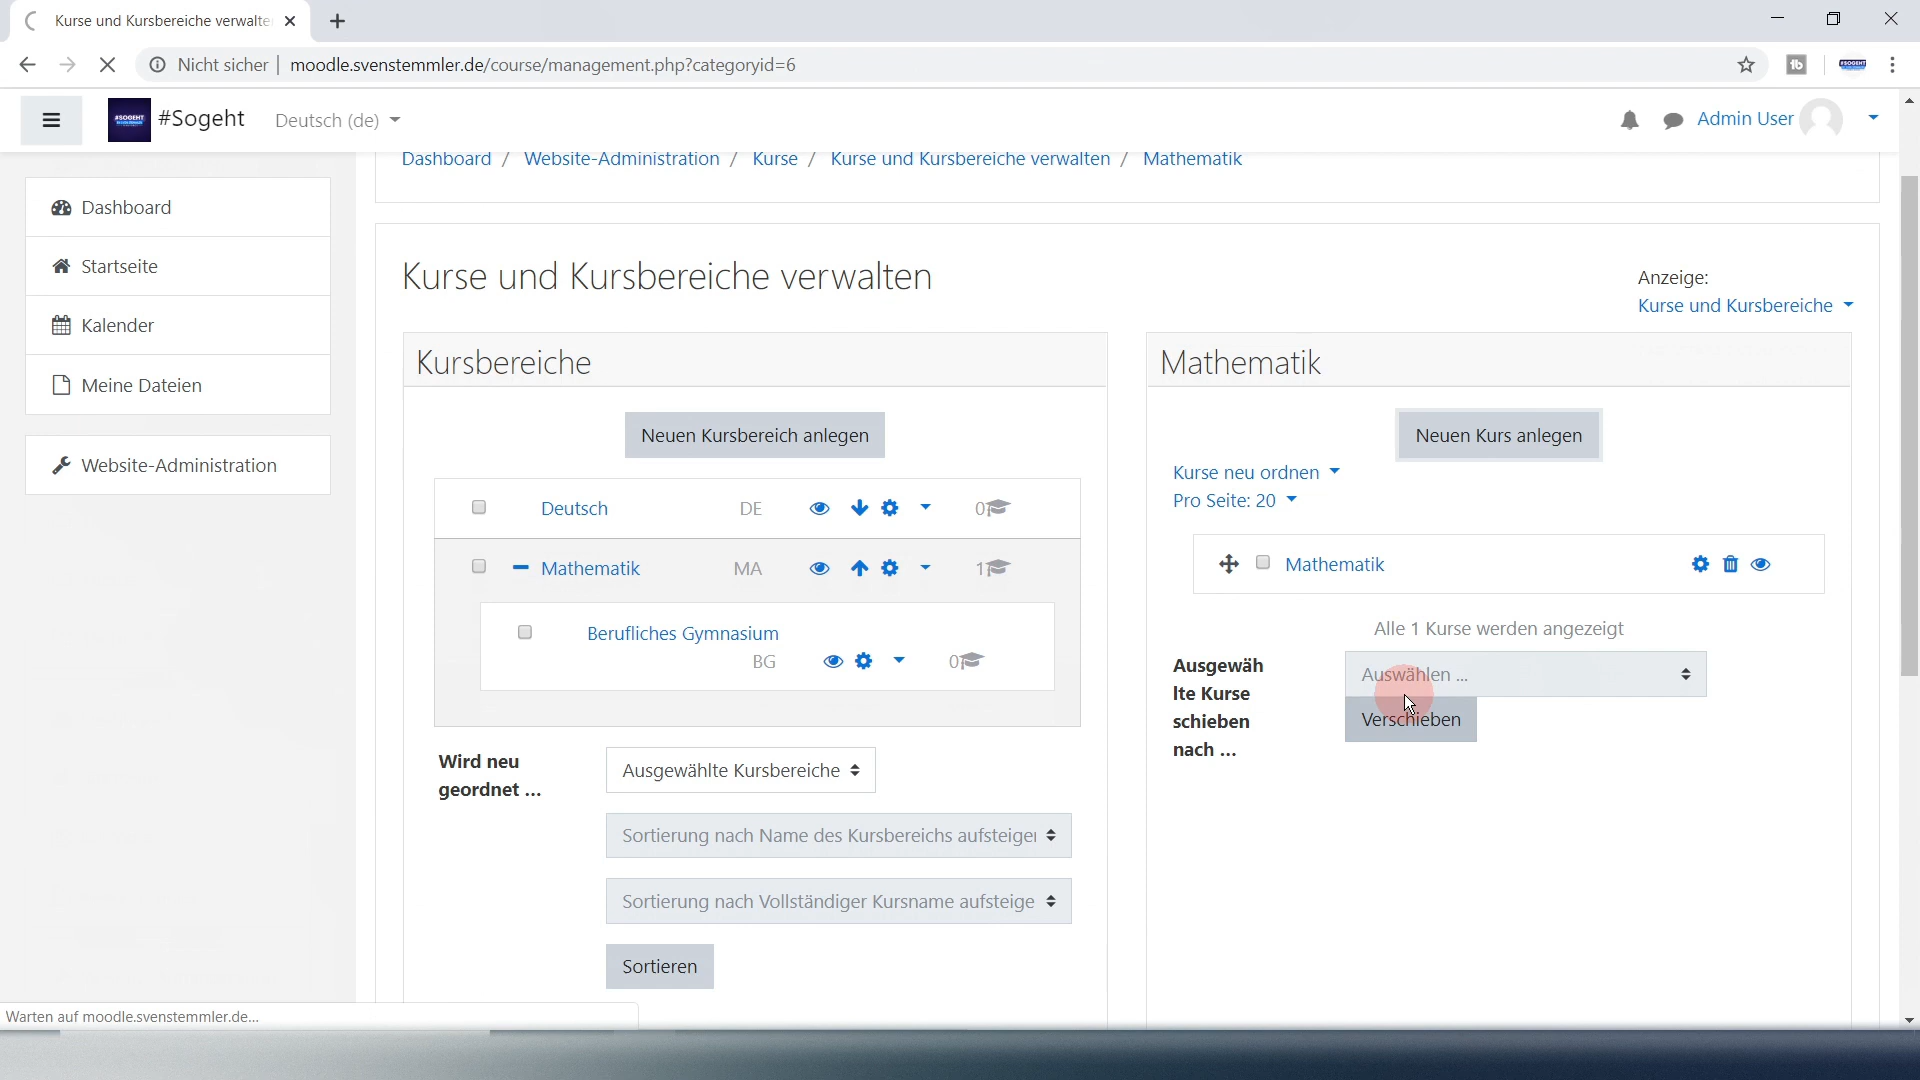 Kurse und Kursbereiche verwalte
Nicht sicher
moodle.svenstemmler.de/course/management.php?categoryid=6
#Sogeht
Deutsch (de)
Admin User
Dashboard / Website-Administration / Kurse / Kurse und Kursbereiche verwalten / Mathematik
Dashboard
Startseite
Kalender
Meine Dateien
Website-Administration
Kurse und Kursbereiche verwalten
Anzeige:
Kurse und Kursbereiche
Kursbereiche
Neuen Kursbereich anlegen
Deutsch DE 0
Mathematik MA 1
Berufliches Gymnasium
BG 0
Wird neu
geordnet ...
Ausgewählte Kursbereiche
Sortierung nach Name des Kursbereichs aufsteiger
Sortierung nach Vollständiger Kursname aufsteige
Sortieren
Mathematik
Neuen Kurs anlegen
Kurse neu ordnen
Pro Seite: 20
Mathematik
Alle 1 Kurse werden angezeigt
Ausgewäh
lte Kurse
schieben
nach ...
Auswählen ...
Verschieben
Warten auf moodle.svenstemmler.de...